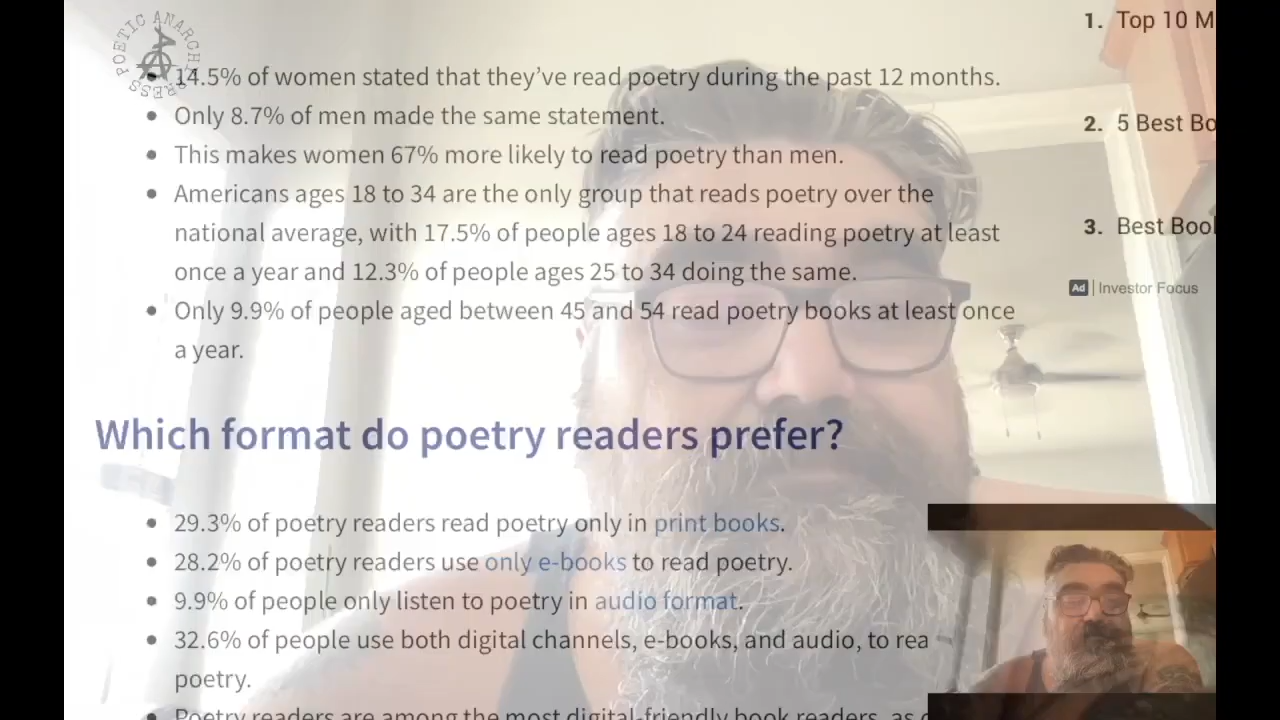 POETIC ANARCHY PRESS
14.5% of women stated that they’ve read poetry during the past 12 months.
Only 8.7% of men made the same statement.
This makes women 67% more likely to read poetry than men.
Americans ages 18 to 34 are the only group that reads poetry over the
national average, with 17.5% of people ages 18 to 24 reading poetry at least
once a year and 12.3% of people ages 25 to 34 doing the same.
Only 9.9% of people aged between 45 and 54 read poetry books at least once
a year.
1. Top 10 M
2. 5 Best Bo
3. Best Book
Ad | Investor Focus
Which format do poetry readers prefer?
29.3% of poetry readers read poetry only in print books.
28.2% of poetry readers use only e-books to read poetry.
9.9% of people only listen to poetry in audio format.
32.6% of people use both digital channels, e-books, and audio, to rea
poetry.
Poetry readers are among the most digital-friendly book readers, as